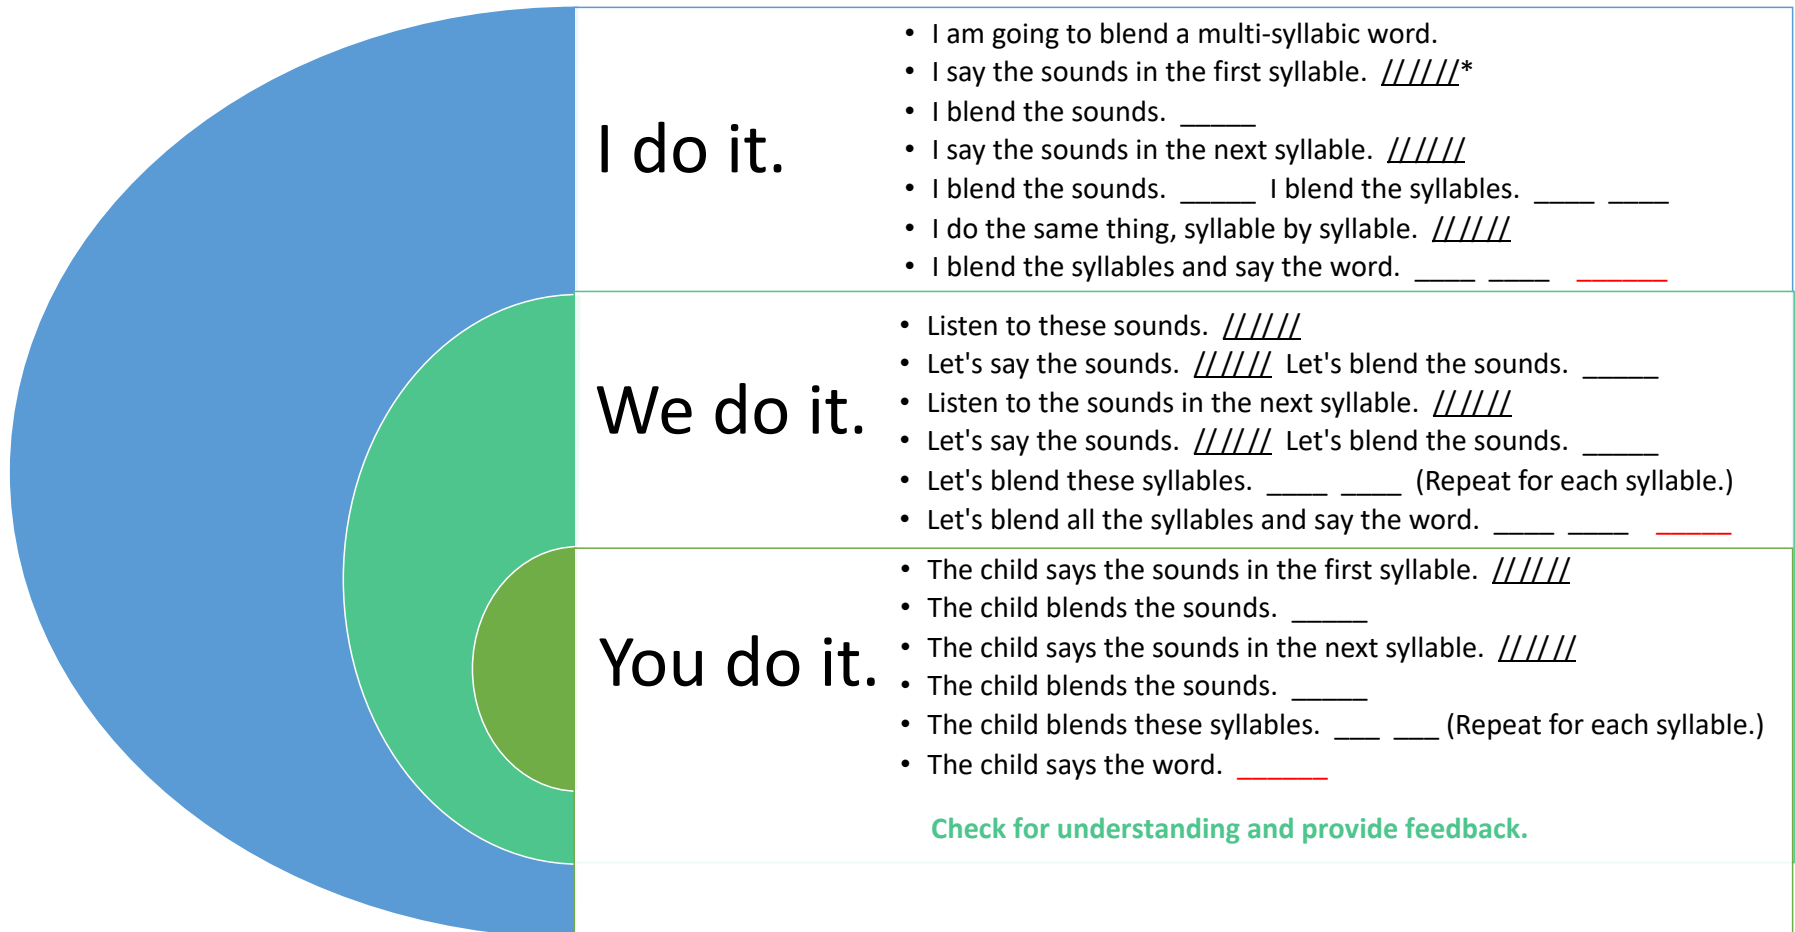 I do it.
• I am going to blend a multi-syllabic word.
• I say the sounds in the first syllable. //////*
• I blend the sounds. _____
• I say the sounds in the next syllable. //////
• I blend the sounds. _____ I blend the syllables. ____ ____
• I do the same thing, syllable by syllable. //////
• I blend the syllables and say the word. ____ ____ ______
We do it.
• Listen to these sounds. //////
• Let's say the sounds. ////// Let's blend the sounds. _____
• Listen to the sounds in the next syllable. //////
• Let's say the sounds. ////// Let's blend the sounds. _____
• Let's blend these syllables. ____ ____ (Repeat for each syllable.)
• Let's blend all the syllables and say the word. ____ ____ _____
You do it.
• The child says the sounds in the first syllable. //////
• The child blends the sounds. _____
• The child says the sounds in the next syllable. //////
• The child blends the sounds. _____
• The child blends these syllables. ___ ___ (Repeat for each syllable.)
• The child says the word. ______
Check for understanding and provide feedback.